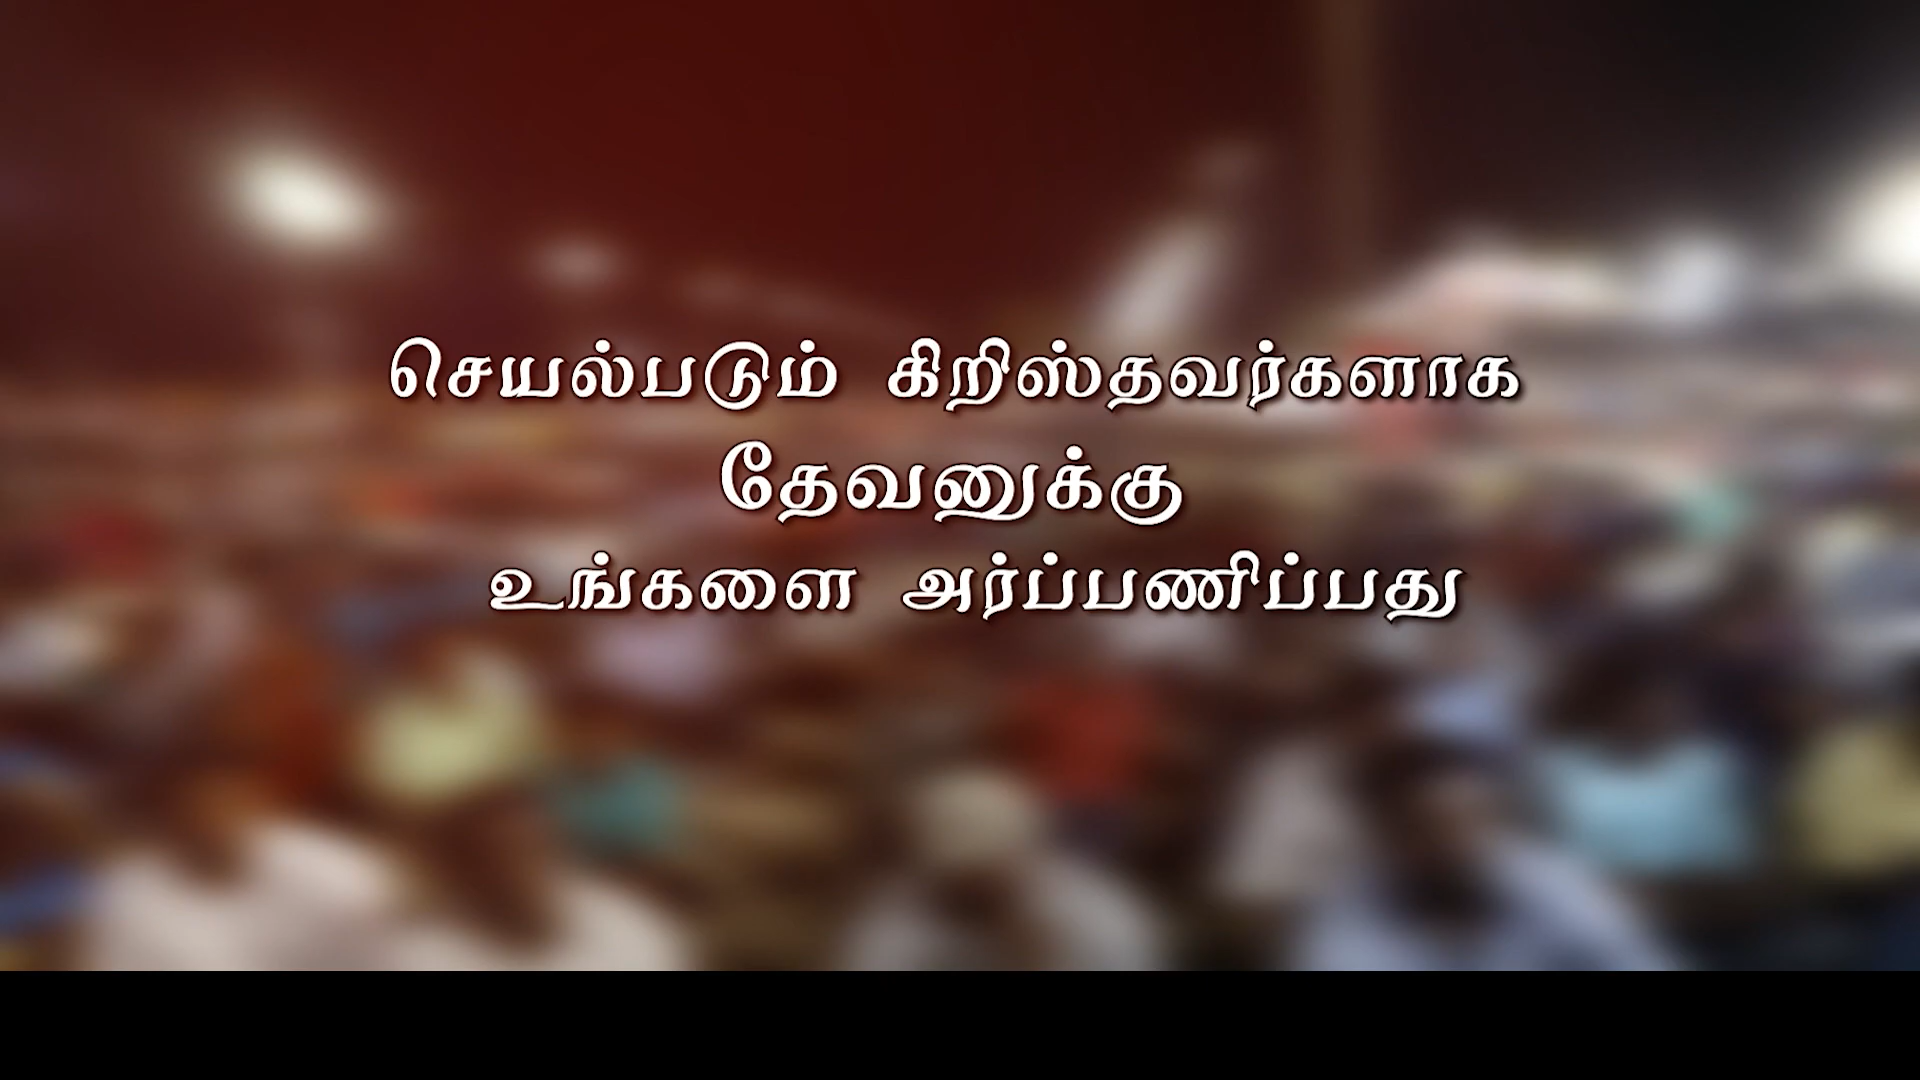 செயல்படும் கிறிஸ்தவர்களாக
தேவனுக்கு
உங்களை அர்ப்பணிப்பது